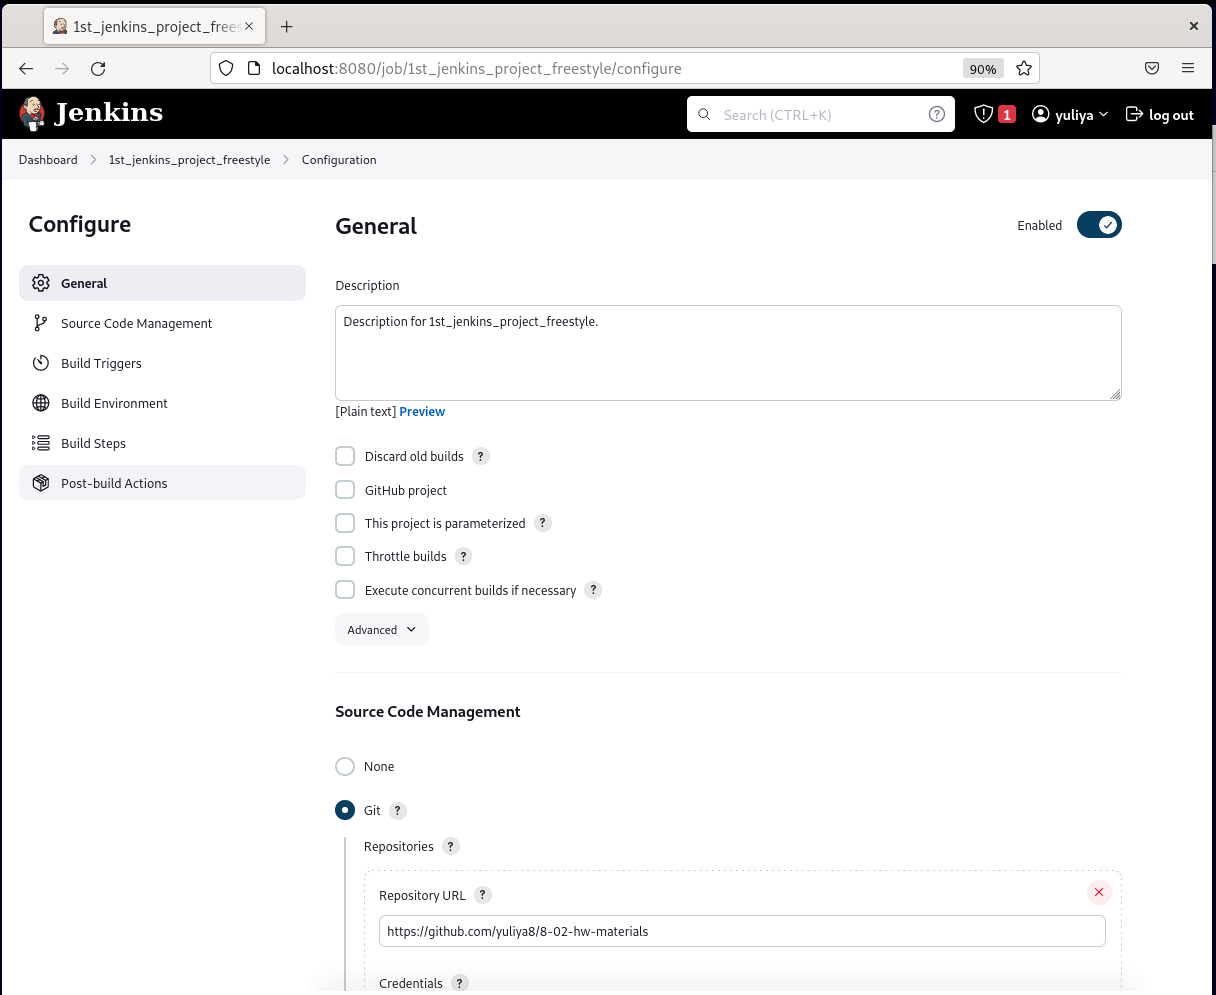 1st_jenkins_project_frees
localhost:8080/job/1st_jenkins_project_freestyle/configure 90%
Jenkins Search (CTRL+K) ? 1 yuliya log out
Dashboard 1st_jenkins_project_freestyle Configuration
Configure
General
Source Code Management
Build Triggers
Build Environment
Build Steps
Post-build Actions
General Enabled
Description
Description for 1st_jenkins_project_freestyle.
[Plain text] Preview
Discard old builds ?
GitHub project
This project is parameterized ?
Throttle builds ?
Execute concurrent builds if necessary ?
Advanced
Source Code Management
None
Git ?
Repositories ?
Repository URL ?
https://github.com/yuliya8/8-02-hw-materials
Credentials ?